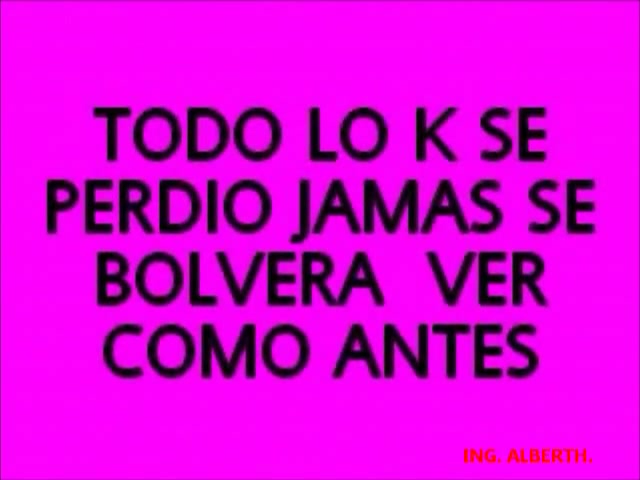 TODO LO K SE
PERDIO JAMAS SE
BOLVERA  VER
COMO ANTES
ING. ALBERTH.